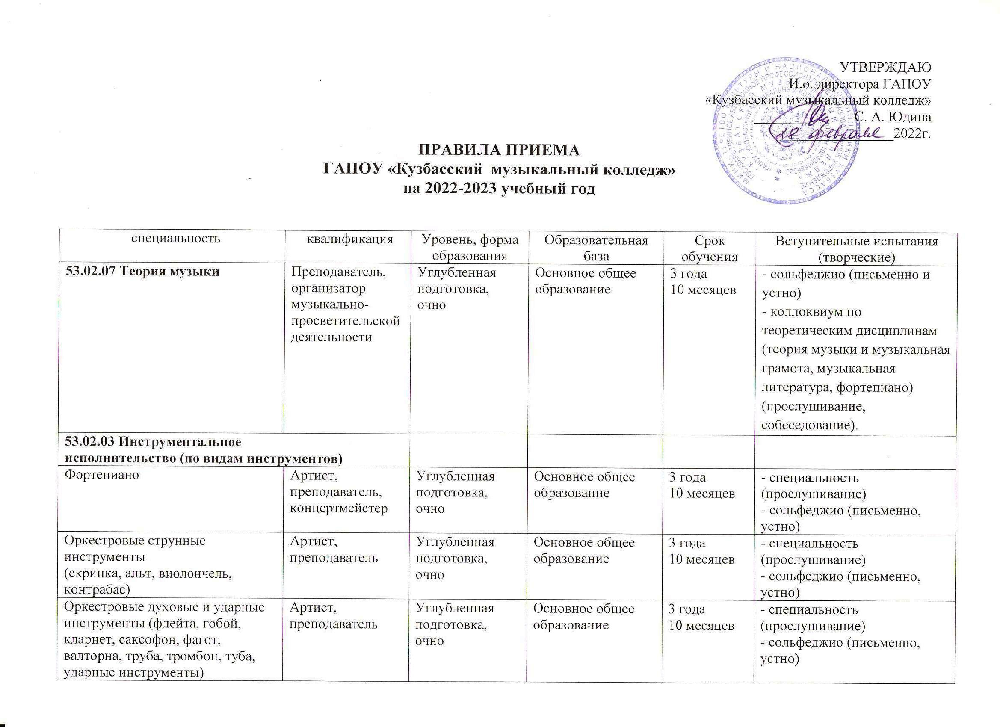 УТВЕРЖДАЮ
И.о. директора ГАПОУ
«Кузбасский музыкальный колледж»
С. А. Юдина
28 февраля 2022г.
ПРАВИЛА ПРИЕМА
ГАПОУ «Кузбасский музыкальный колледж»
на 2022-2023 учебный год
специальность
квалификация
Уровень, форма
образования
Образовательная
база
Срок
обучения
Вступительные испытания
(творческие)
53.02.07 Теория музыки
Преподаватель,
организатор
музыкально-
просветительской
деятельности
Углубленная
подготовка,
очно
Основное общее
образование
3 года
10 месяцев
- сольфеджио (письменно и
устно)
- коллоквиум по
теоретическим дисциплинам
(теория музыки и музыкальная
грамота, музыкальная
литература, фортепиано)
(прослушивание,
собеседование).
53.02.03 Инструментальное
исполнительство (по видам инструментов)
Фортепиано
Артист,
преподаватель,
концертмейстер
Углубленная
подготовка,
очно
Основное общее
образование
3 года
10 месяцев
- специальность
(прослушивание)
- сольфеджио (письменно,
устно)
Оркестровые струнные
инструменты
(скрипка, альт, виолончель,
контрабас)
Артист,
преподаватель
Углубленная
подготовка,
очно
Основное общее
образование
3 года
10 месяцев
- специальность
(прослушивание)
- сольфеджио (письменно,
устно)
Оркестровые духовые и ударные
инструменты (флейта, гобой,
кларнет, саксофон, фагот,
валторна, труба, тромбон, туба,
ударные инструменты)
Артист,
преподаватель
Углубленная
подготовка,
очно
Основное общее
образование
3 года
10 месяцев
- специальность
(прослушивание)
- сольфеджио (письменно,
устно)